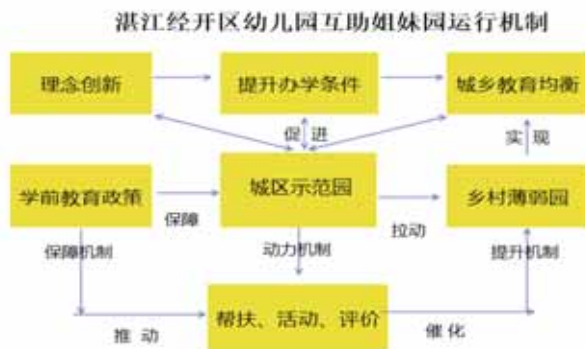 湛江经开区幼儿园互助姐妹园运行机制
理念创新
提升办学条件
城乡教育均衡
促 进
实 现
学前教育政策
保障
城区示范园
拉动
乡村薄弱园
保障机制
动力机制
提升机制
推 动
帮扶、活动、评价
催 化